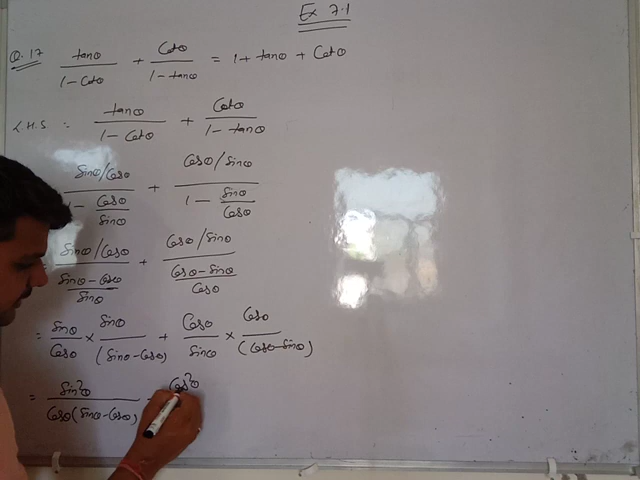 Ex 7.1
Q.17 tanθ/(1-Cotθ) + Cotθ/(1-tanθ) = 1+ tanθ + Cotθ
L.H.S : tanθ/(1-Cotθ) + Cotθ/(1-tanθ)
(Sinθ/Cosθ)/(1 - Cosθ/Sinθ) + (Cosθ/Sinθ)/(1 - Sinθ/Cosθ)
= (Sinθ/Cosθ)/((Sinθ-Cosθ)/Sinθ) + (Cosθ/Sinθ)/((Cosθ-Sinθ)/Cosθ)
= Sinθ/Cosθ × Sinθ/(Sinθ-Cosθ) + Cosθ/Sinθ × Cosθ/(Cosθ-Sinθ)
= Sin²θ/Cosθ(Sinθ-Cosθ) Cos²θ